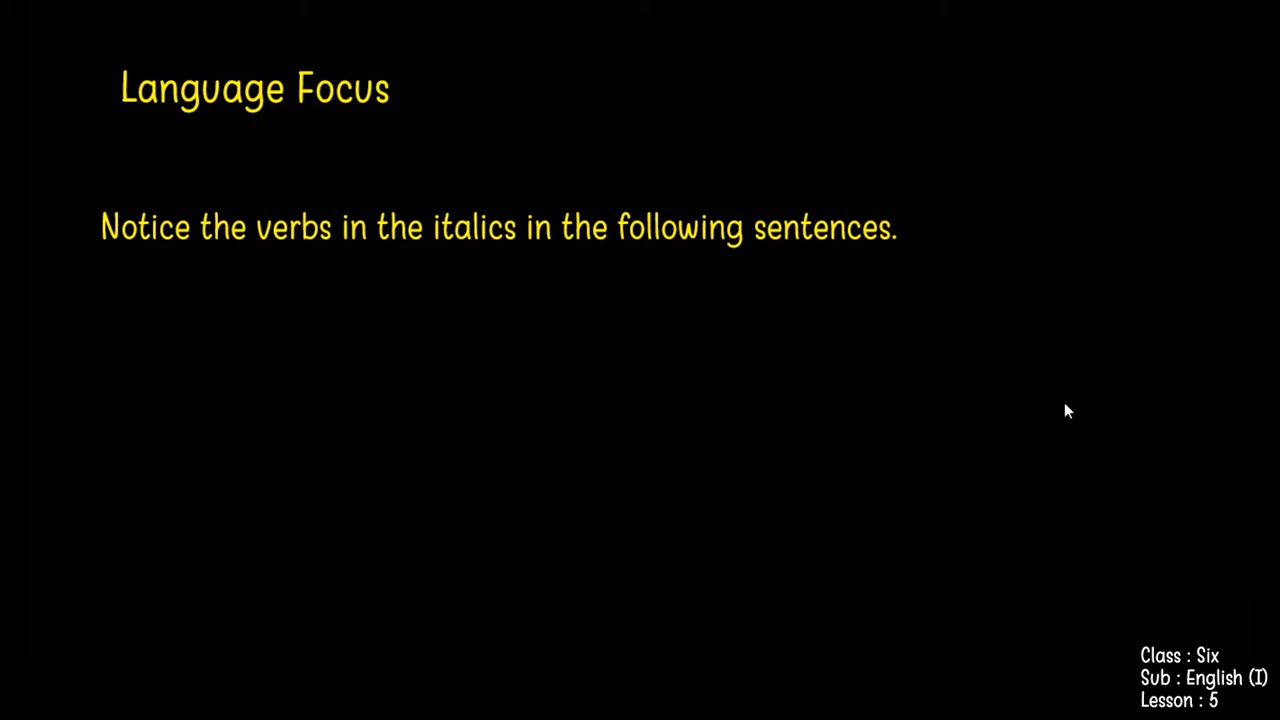 Language Focus
Notice the verbs in the italics in the following sentences.
Class : Six
Sub : English (I)
Lesson : 5